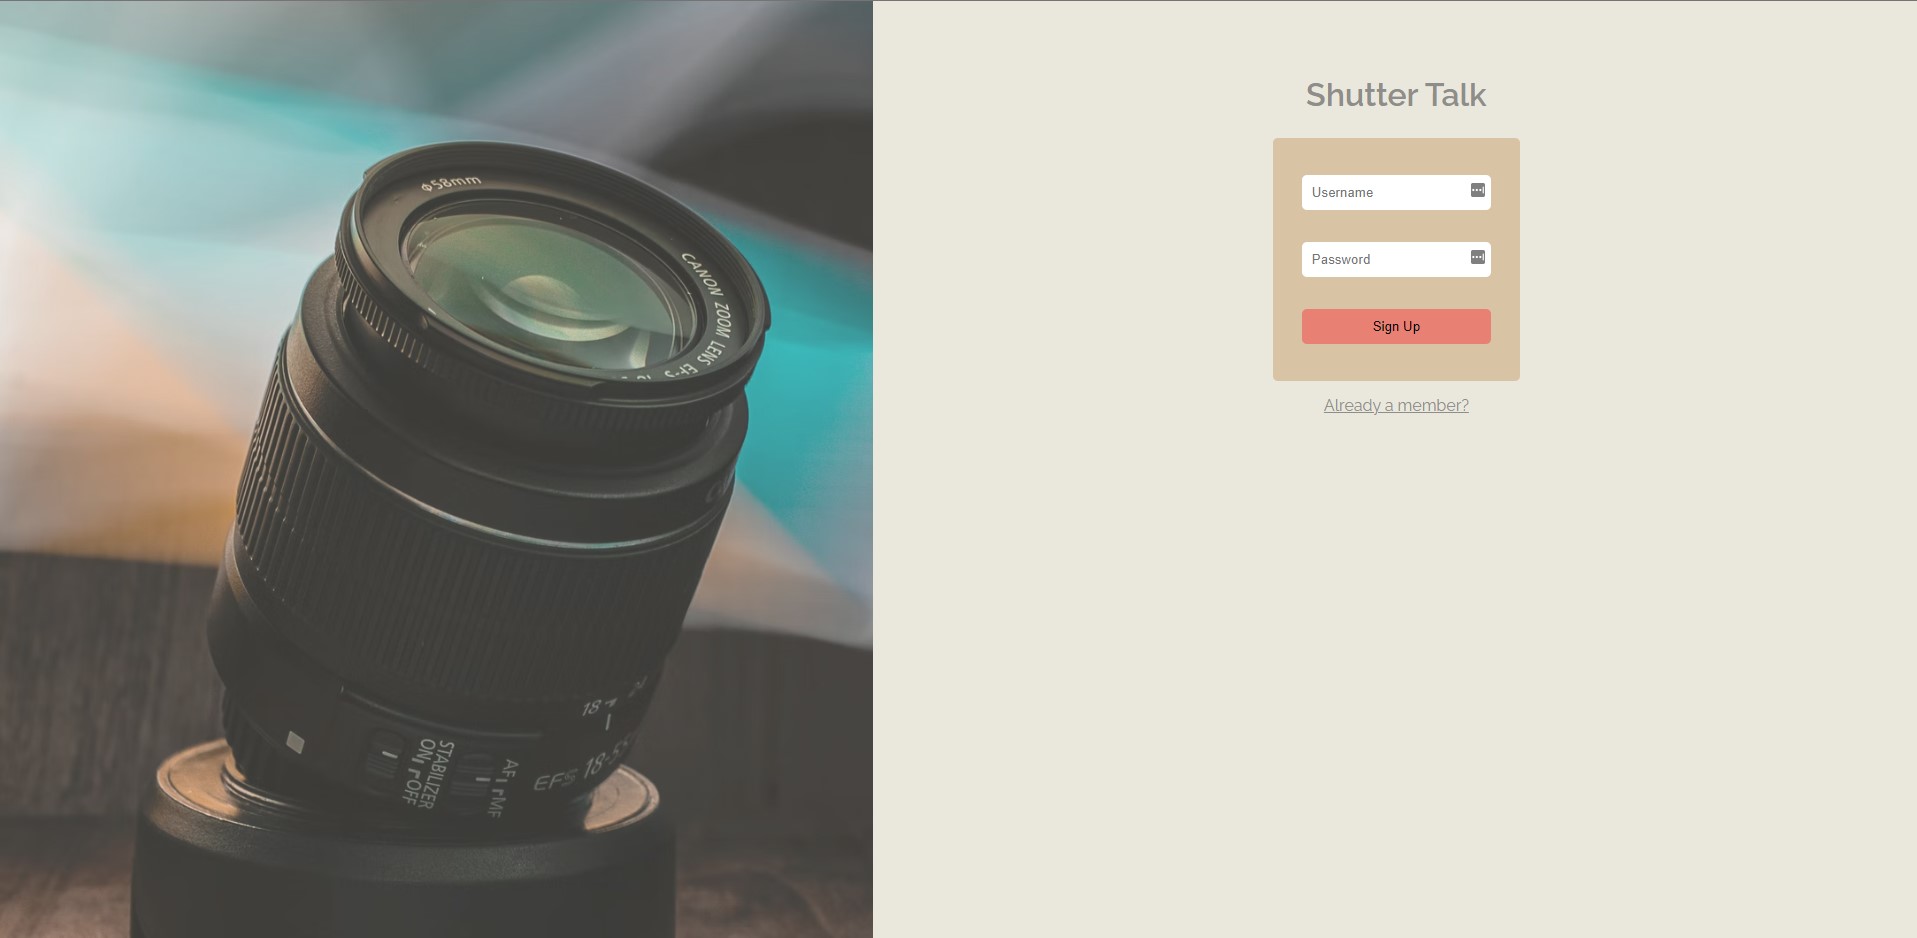 Φ58mm
CANON ZOOM LENS EF-S
STABILIZER
ON OFF
AF MF
18
EFS 18-55
Shutter Talk
Username
Password
Sign Up
Already a member?